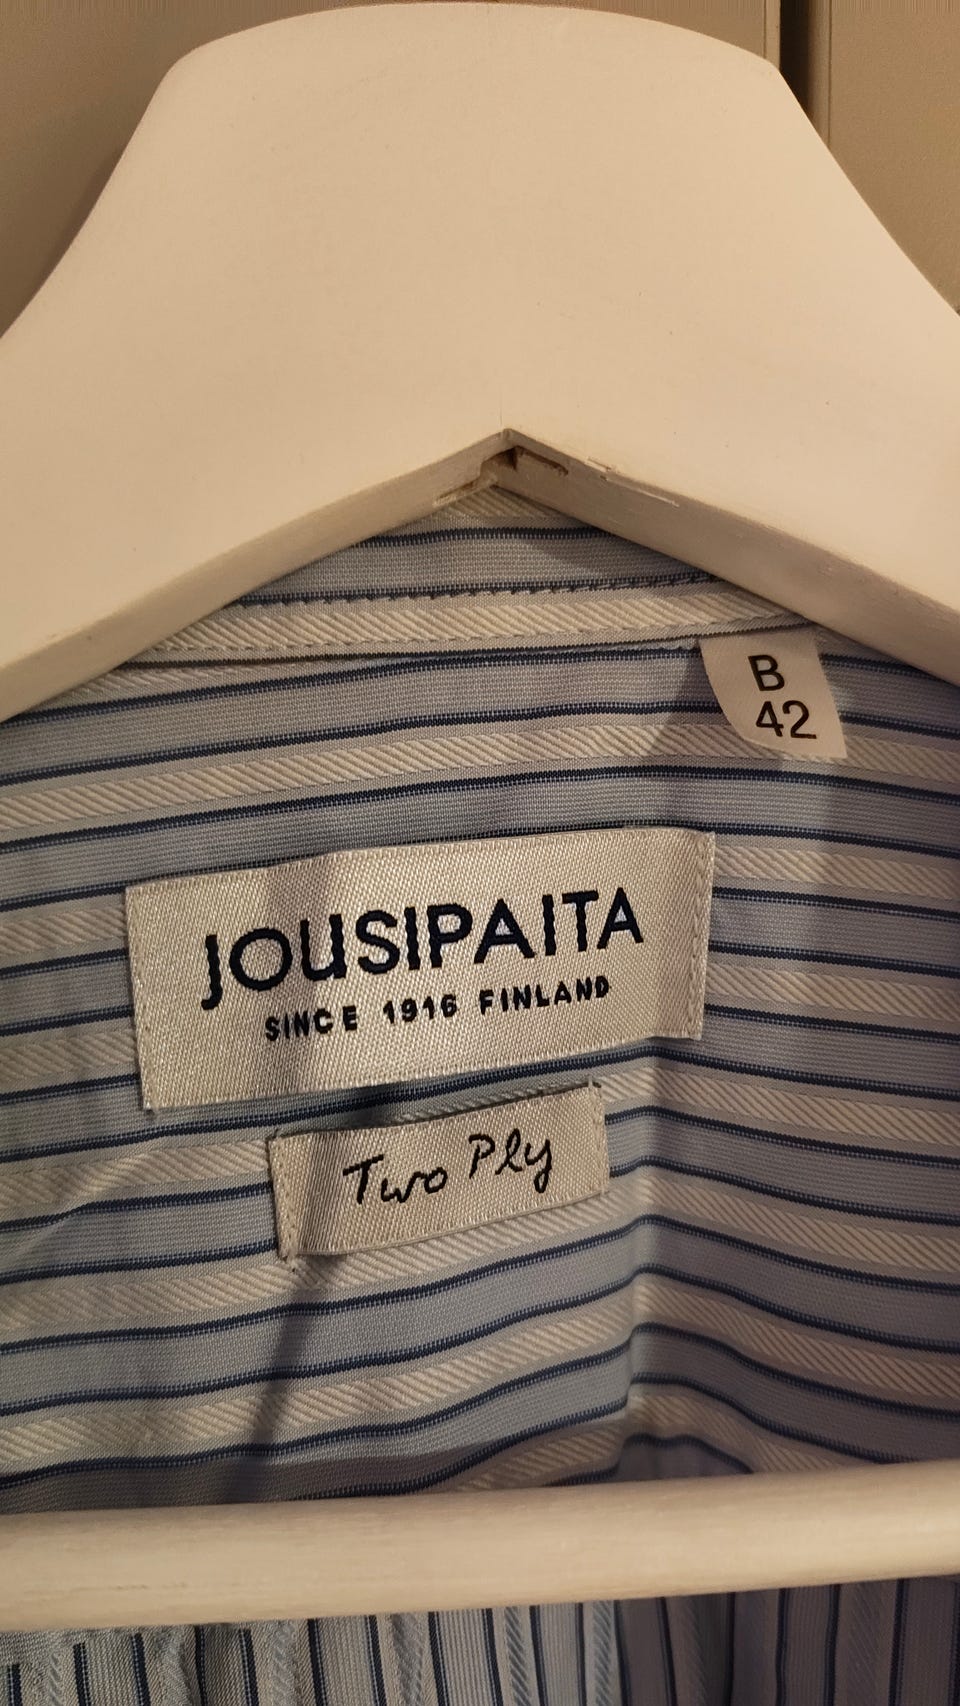 B
42
JOUSIPAITA
SINCE 1916 FINLAND
Two Ply